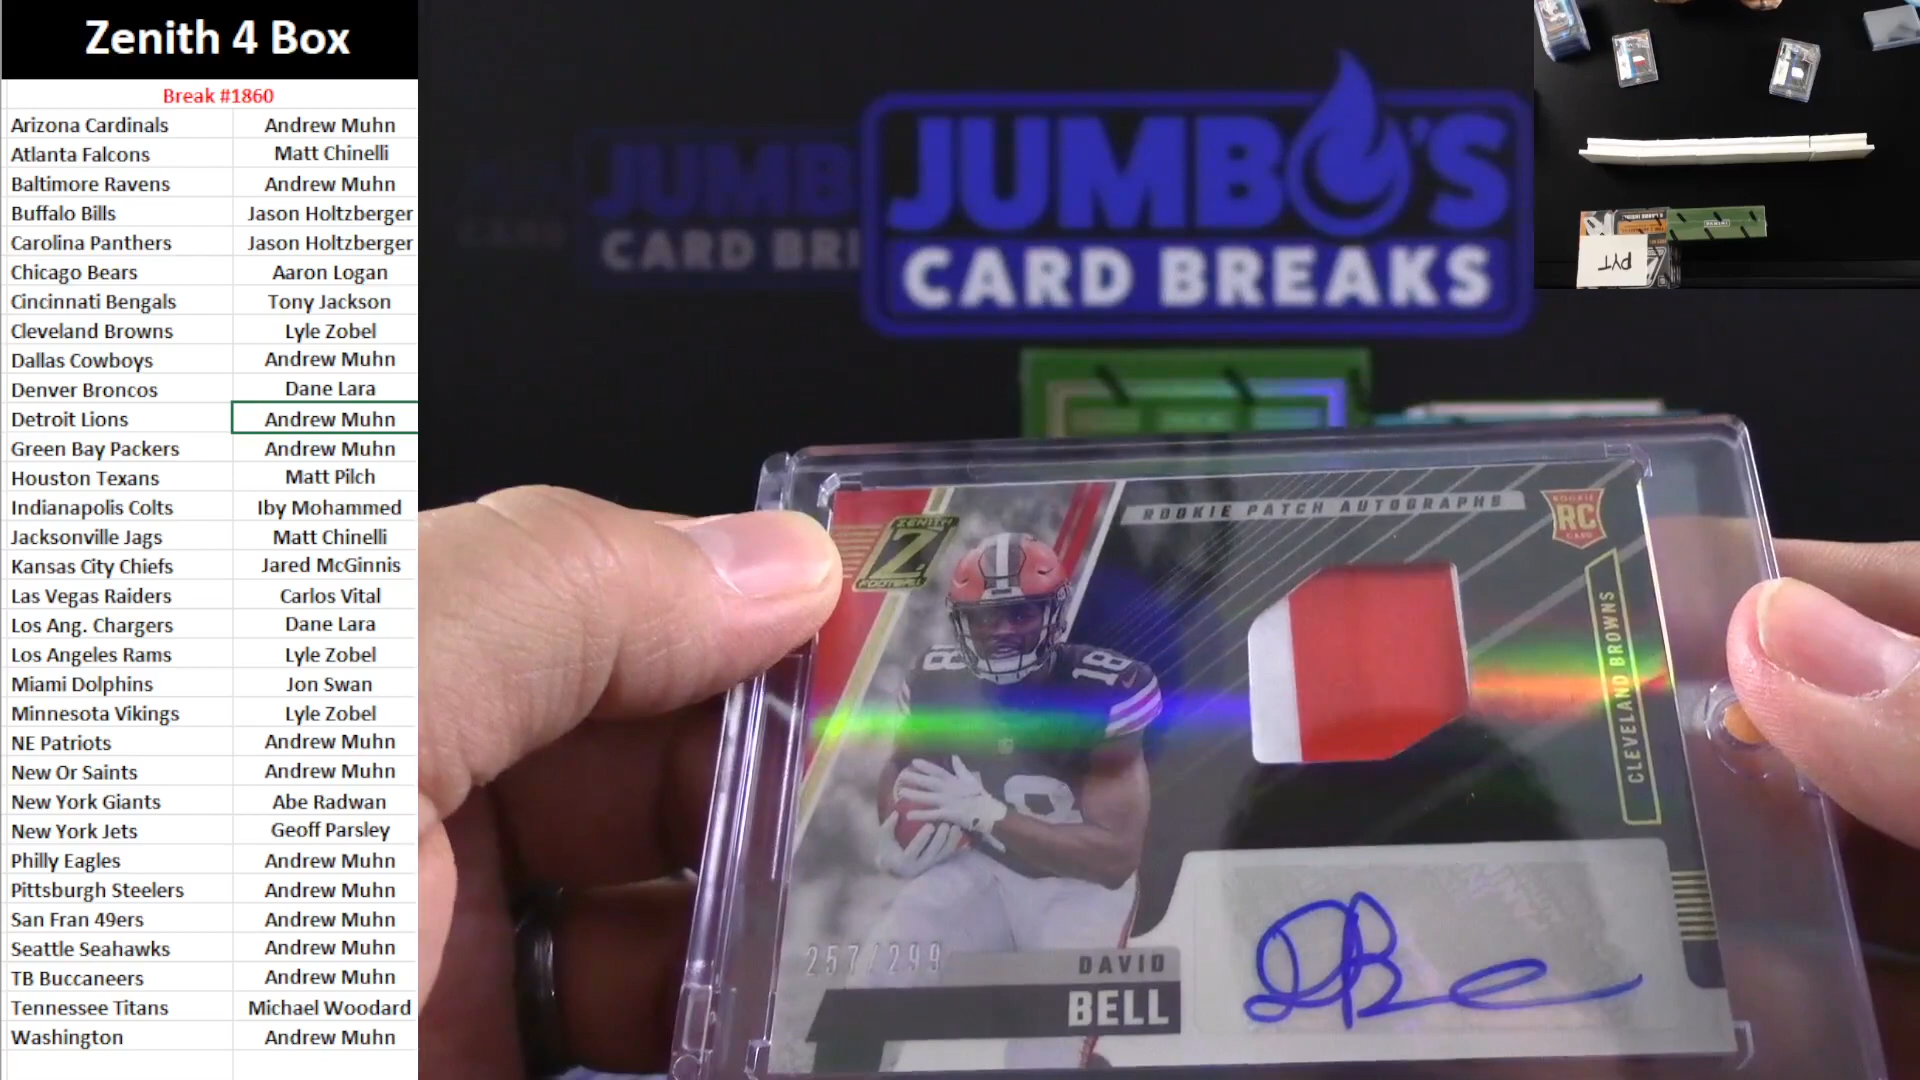 Zenith 4 Box
Break #1860
Arizona Cardinals Andrew Muhn
Atlanta Falcons Matt Chinelli
Baltimore Ravens Andrew Muhn
Buffalo Bills Jason Holtzberger
Carolina Panthers Jason Holtzberger
Chicago Bears Aaron Logan
Cincinnati Bengals Tony Jackson
Cleveland Browns Lyle Zobel
Dallas Cowboys Andrew Muhn
Denver Broncos Dane Lara
Detroit Lions Andrew Muhn
Green Bay Packers Andrew Muhn
Houston Texans Matt Pilch
Indianapolis Colts Iby Mohammed
Jacksonville Jags Matt Chinelli
Kansas City Chiefs Jared McGinnis
Las Vegas Raiders Carlos Vital
Los Ang. Chargers Dane Lara
Los Angeles Rams Lyle Zobel
Miami Dolphins Jon Swan
Minnesota Vikings Lyle Zobel
NE Patriots Andrew Muhn
New Or Saints Andrew Muhn
New York Giants Abe Radwan
New York Jets Geoff Parsley
Philly Eagles Andrew Muhn
Pittsburgh Steelers Andrew Muhn
San Fran 49ers Andrew Muhn
Seattle Seahawks Andrew Muhn
TB Buccaneers Andrew Muhn
Tennessee Titans Michael Woodard
Washington Andrew Muhn
JUMBO'S
CARD BREAKS
JUMB
CARD BRE
PYT
ROOKIE PATCH AUTOGRAPHS
ROOKIE
RC
CARD
ZENITH
Z
FOOTBALL
18
CLEVELAND BROWNS
257/299
DAVID
BELL